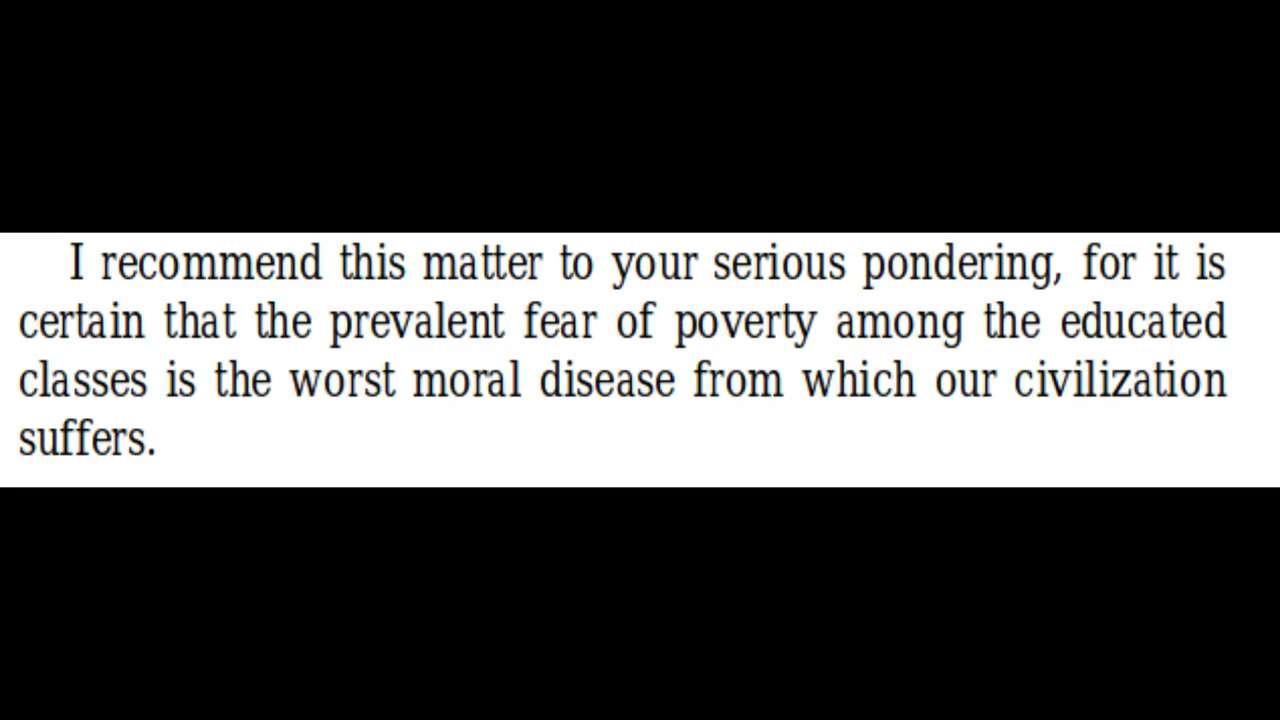 I recommend this matter to your serious pondering, for it is
certain that the prevalent fear of poverty among the educated
classes is the worst moral disease from which our civilization
suffers.